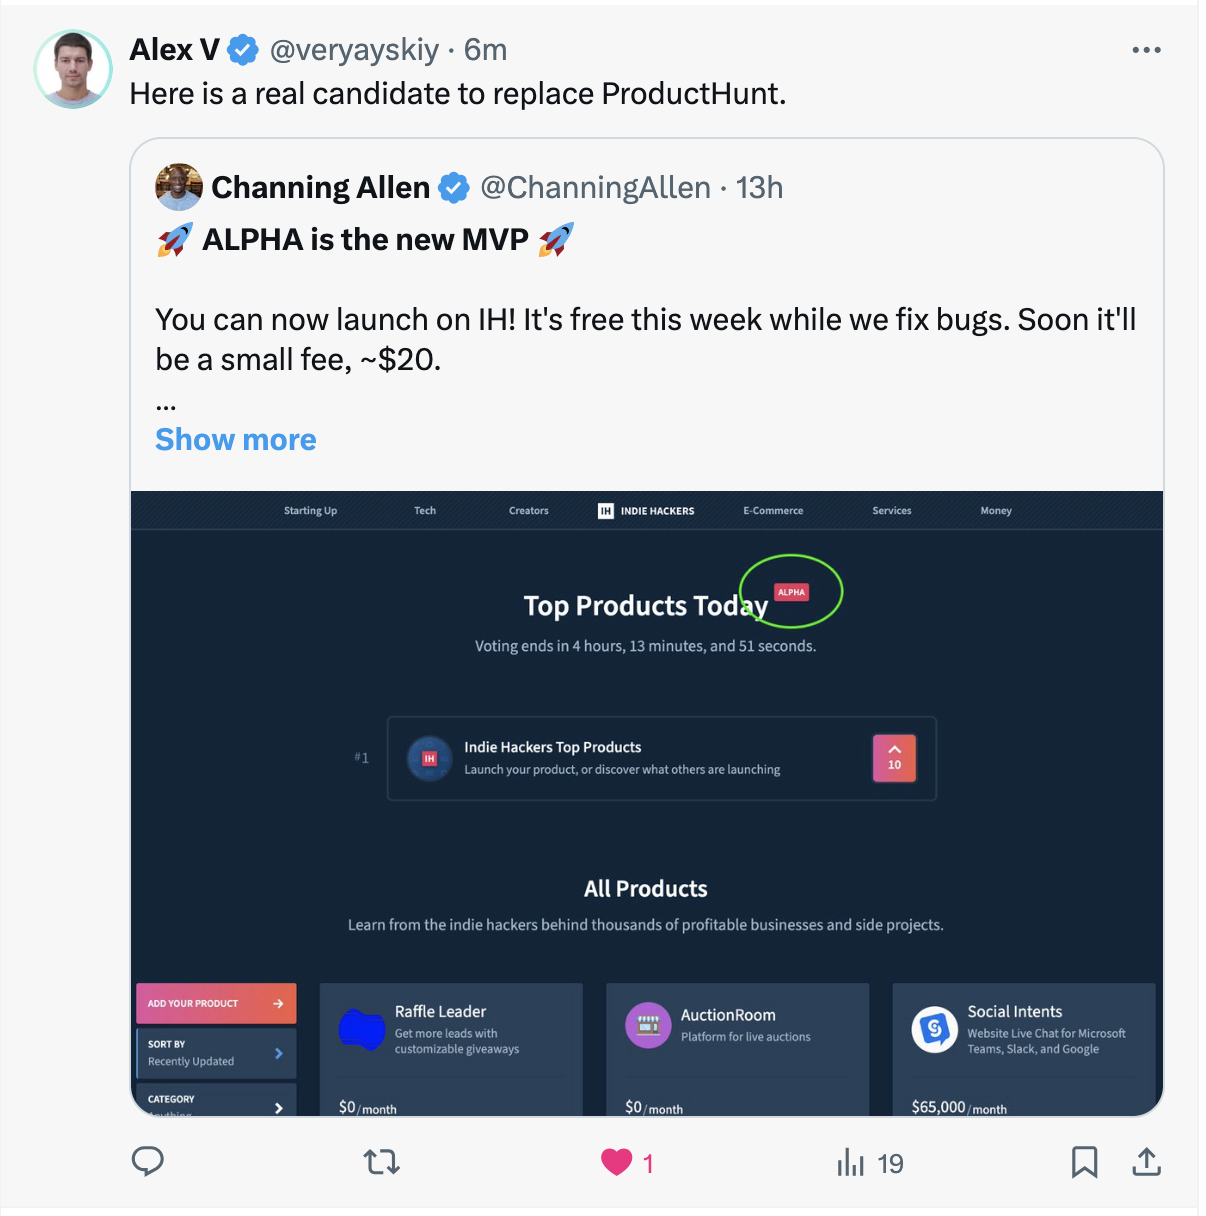 Alex V @veryayskiy · 6m
Here is a real candidate to replace ProductHunt.
Channing Allen @ChanningAllen · 13h
🚀 ALPHA is the new MVP 🚀
You can now launch on IH! It's free this week while we fix bugs. Soon it'll
be a small fee, ~$20.
...
Show more
Starting Up Tech Creators IH INDIE HACKERS E-Commerce Services Money
Top Products Today ALPHA
Voting ends in 4 hours, 13 minutes, and 51 seconds.
#1
IH
Indie Hackers Top Products
Launch your product, or discover what others are launching
10
All Products
Learn from the indie hackers behind thousands of profitable businesses and side projects.
ADD YOUR PRODUCT
SORT BY
Recently Updated
CATEGORY
Anything
Raffle Leader
Get more leads with
customizable giveaways
$0/month
AuctionRoom
Platform for live auctions
$0/month
Social Intents
Website Live Chat for Microsoft
Teams, Slack, and Google
$65,000/month
1
19